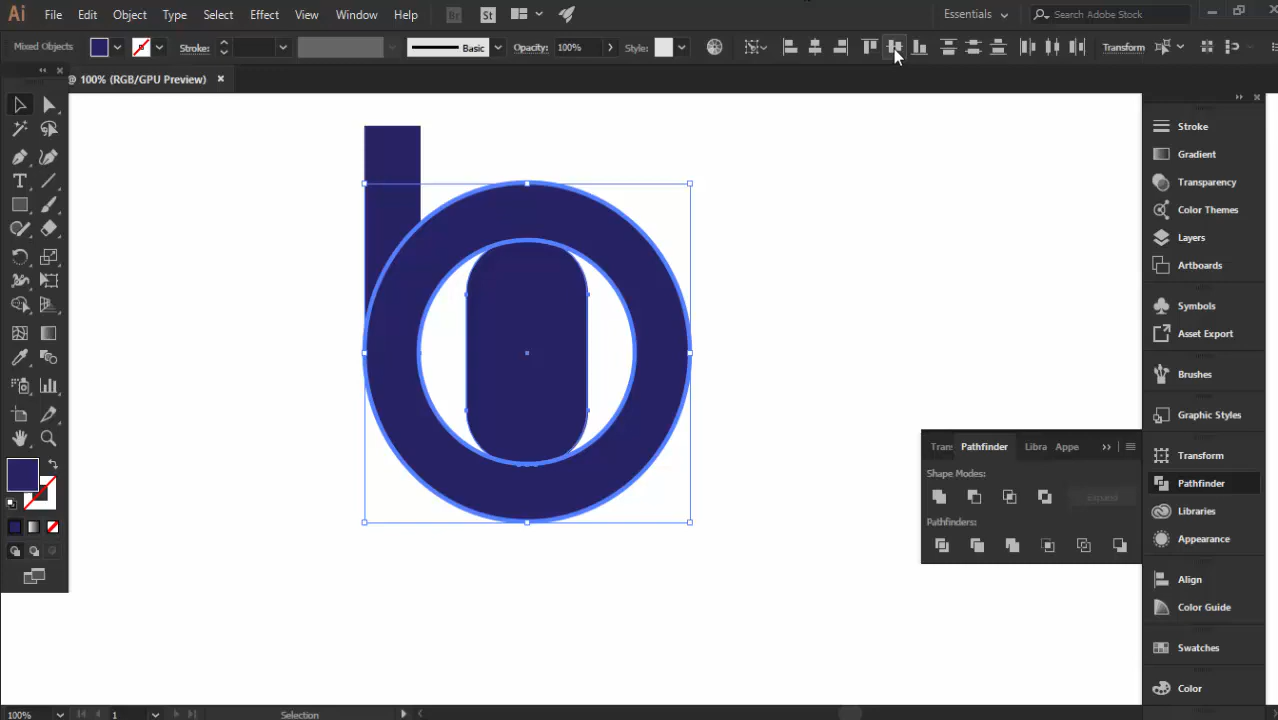 Ai File Edit Object Type Select Effect View Window Help Br St Essentials Search Adobe Stock
Mixed Objects Stroke: Basic Opacity: 100% Style: Transform
@ 100% (RGB/GPU Preview) ×
Stroke
Gradient
Transparency
Color Themes
Layers
Artboards
Symbols
Asset Export
Brushes
Graphic Styles
Transform
Pathfinder
Libraries
Appearance
Align
Color Guide
Swatches
Color
Tran Pathfinder Libra Appe
Shape Modes:
Expand
Pathfinders:
100% 1 Selection